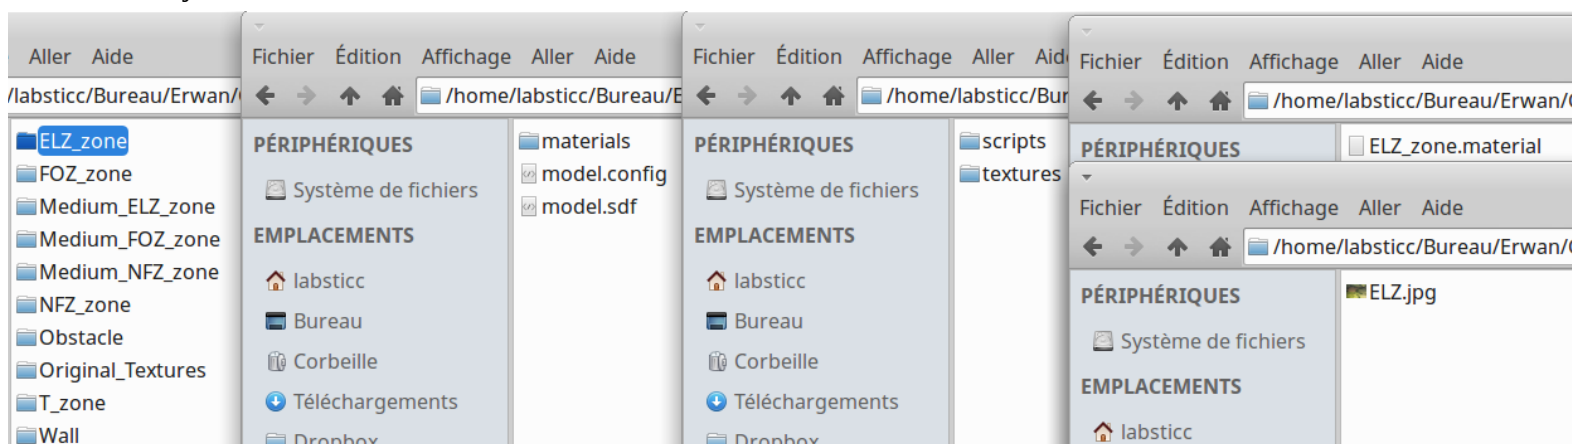 Aller Aide
/labsticc/Bureau/Erwan/
ELZ_zone
FOZ_zone
Medium_ELZ_zone
Medium_FOZ_zone
Medium_NFZ_zone
NFZ_zone
Obstacle
Original_Textures
T_zone
Wall
Fichier Édition Affichage Aller Aide
/home/labsticc/Bureau/E
PÉRIPHÉRIQUES
Système de fichiers
EMPLACEMENTS
labsticc
Bureau
Corbeille
Téléchargements
Dropbox
materials
model.config
model.sdf
Fichier Édition Affichage Aller Aid
/home/labsticc/Bur
PÉRIPHÉRIQUES
Système de fichiers
EMPLACEMENTS
labsticc
Bureau
Corbeille
Téléchargements
Dropbox
scripts
textures
Fichier Édition Affichage Aller Aide
/home/labsticc/Bureau/Erwan/
PÉRIPHÉRIQUES
ELZ_zone.material
Fichier Édition Affichage Aller Aide
/home/labsticc/Bureau/Erwan/
PÉRIPHÉRIQUES
Système de fichiers
EMPLACEMENTS
labsticc
ELZ.jpg